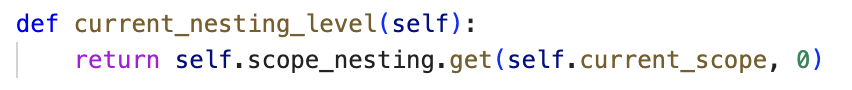 def current_nesting_level(self):
    return self.scope_nesting.get(self.current_scope, 0)